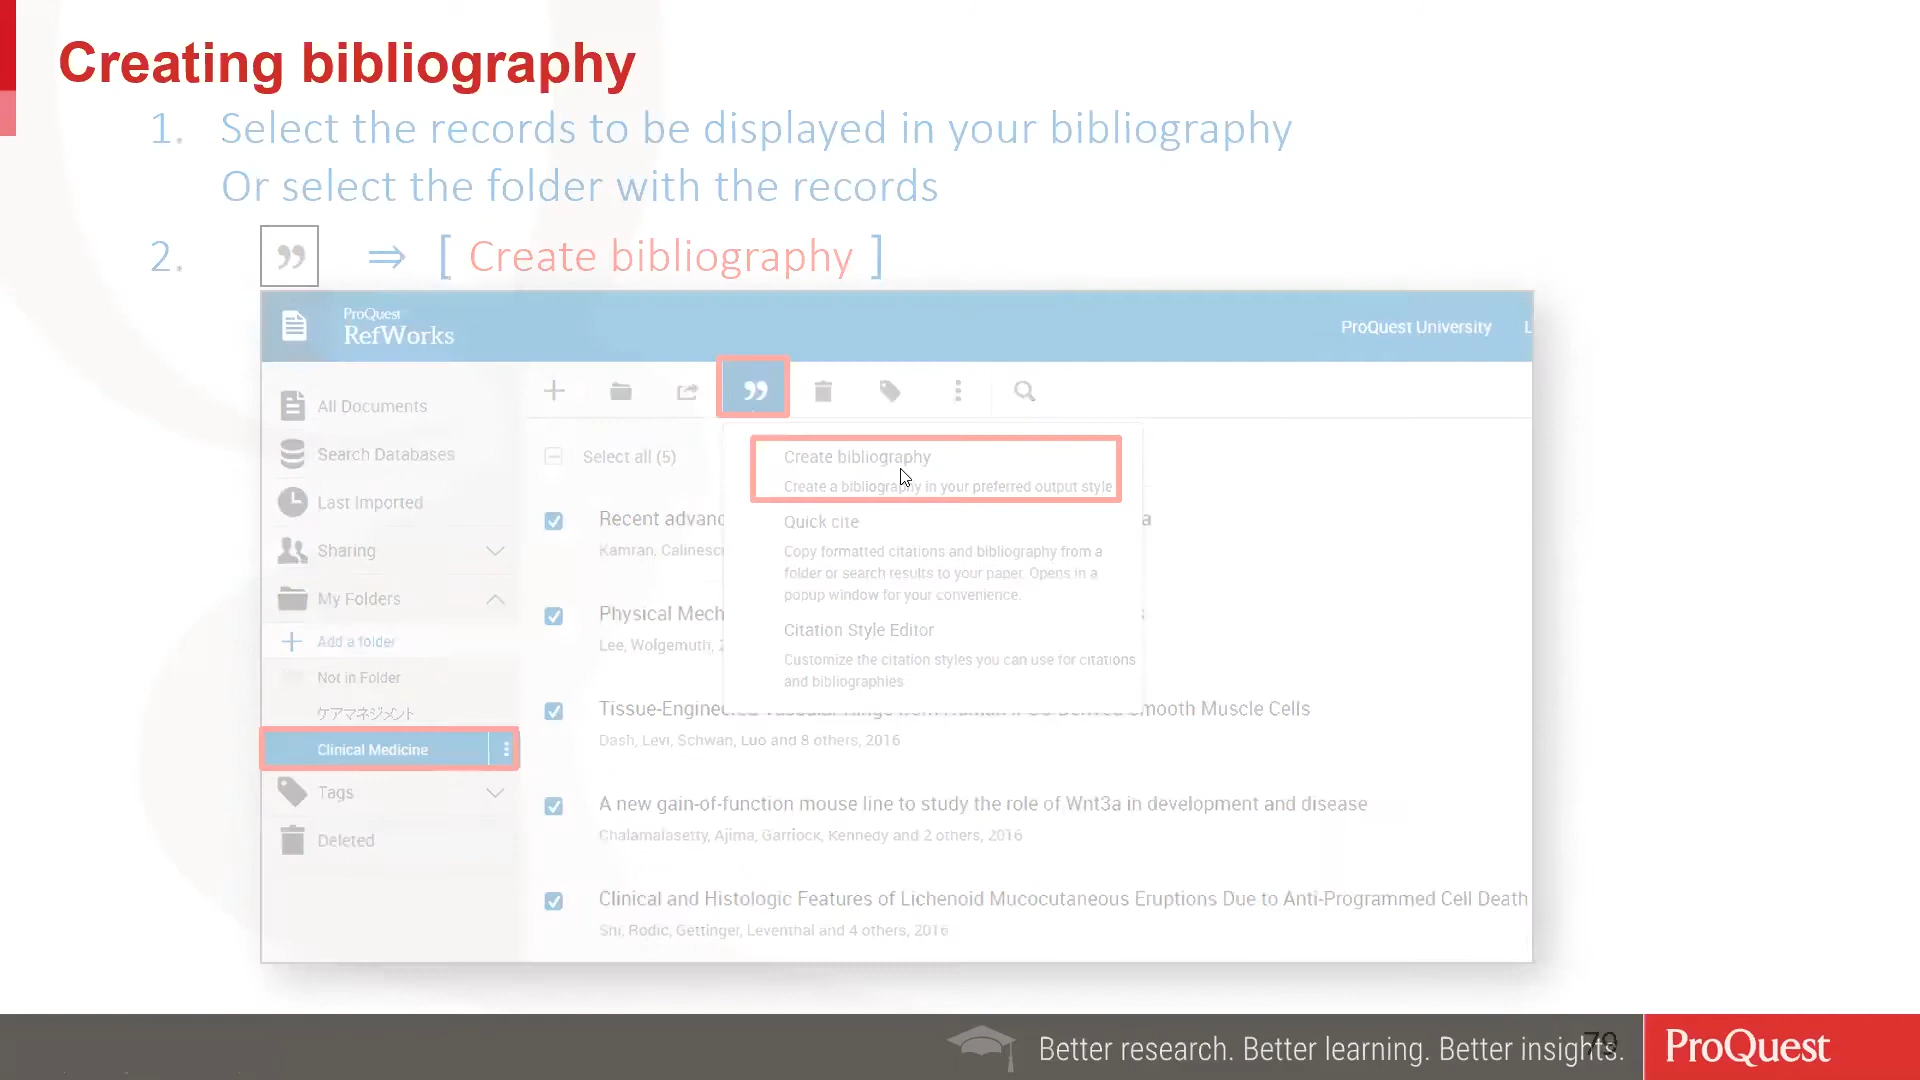 Creating bibliography
1. Select the records to be displayed in your bibliography
Or select the folder with the records
2. ” ⇒ [ Create bibliography ]
ProQuest
RefWorks
ProQuest University L
All Documents
Search Databases
Last Imported
Sharing
My Folders
Add a folder
Not in Folder
ケアマネジメント
Clinical Medicine
Tags
Deleted
Select all (5)
Create bibliography
Create a bibliography in your preferred output style
Quick cite
Copy formatted citations and bibliography from a
folder or search results to your paper. Opens in a
popup window for your convenience.
Citation Style Editor
Customize the citation styles you can use for citations
and bibliographies
Recent advanc a
Kamran, Calinesc
Physical Mech
Lee, Wolgemuth,
Tissue-Engineered Vascular Rings from Human Smooth Muscle Cells
Dash, Levi, Schwan, Luo and 8 others, 2016
A new gain-of-function mouse line to study the role of Wnt3a in development and disease
Chalamalasetty, Ajima, Garriock, Kennedy and 2 others, 2016
Clinical and Histologic Features of Lichenoid Mucocutaneous Eruptions Due to Anti-Programmed Cell Death
Shi, Rodic, Gettinger, Leventhal and 4 others, 2016
Better research. Better learning. Better insights.
79
ProQuest